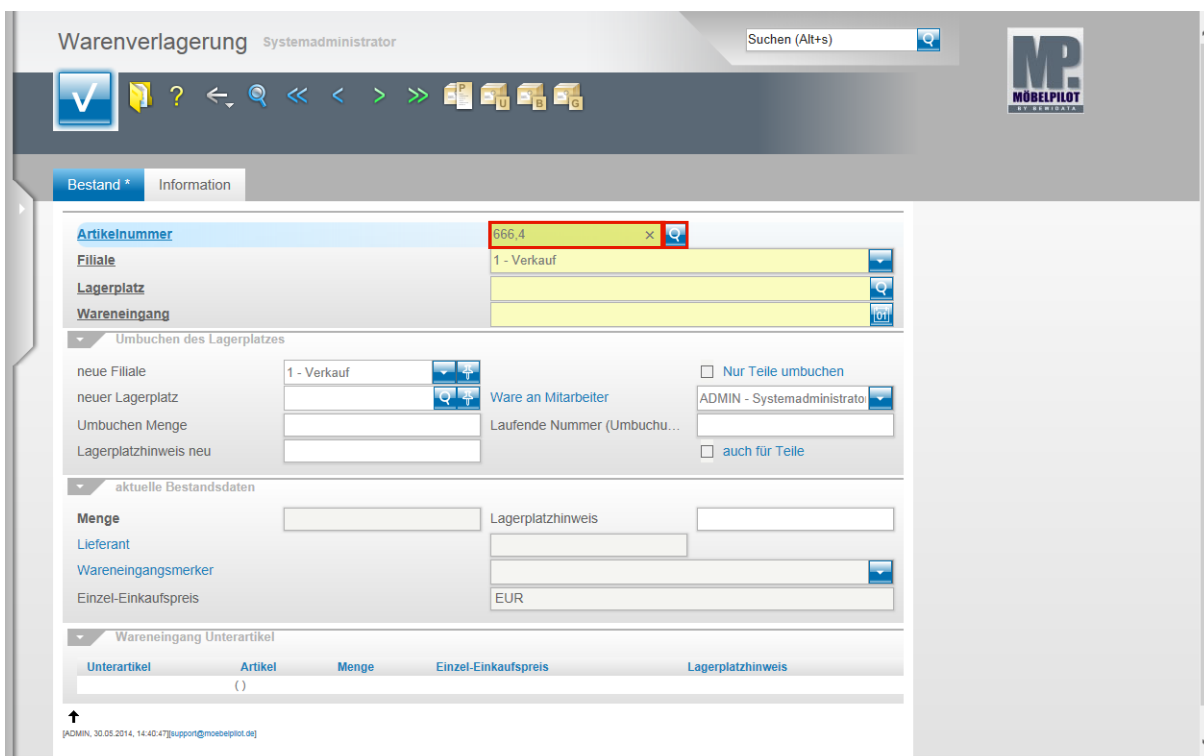 Warenverlagerung Systemadministrator
Suchen (Alt+s)
MP.
MÖBELPILOT
BY BEMIDATA
?
P
U
B
G
Bestand * Information
Artikelnummer 666,4
Filiale 1 - Verkauf
Lagerplatz
Wareneingang
Umbuchen des Lagerplatzes
neue Filiale 1 - Verkauf Nur Teile umbuchen
neuer Lagerplatz Ware an Mitarbeiter ADMIN - Systemadministrato
Umbuchen Menge Laufende Nummer (Umbuchu...
Lagerplatzhinweis neu auch für Teile
aktuelle Bestandsdaten
Menge Lagerplatzhinweis
Lieferant
Wareneingangsmerker
Einzel-Einkaufspreis EUR
Wareneingang Unterartikel
Unterartikel Artikel Menge Einzel-Einkaufspreis Lagerplatzhinweis
( )
[ADMIN, 30.05.2014, 14:40:47][support@moebelpilot.de]